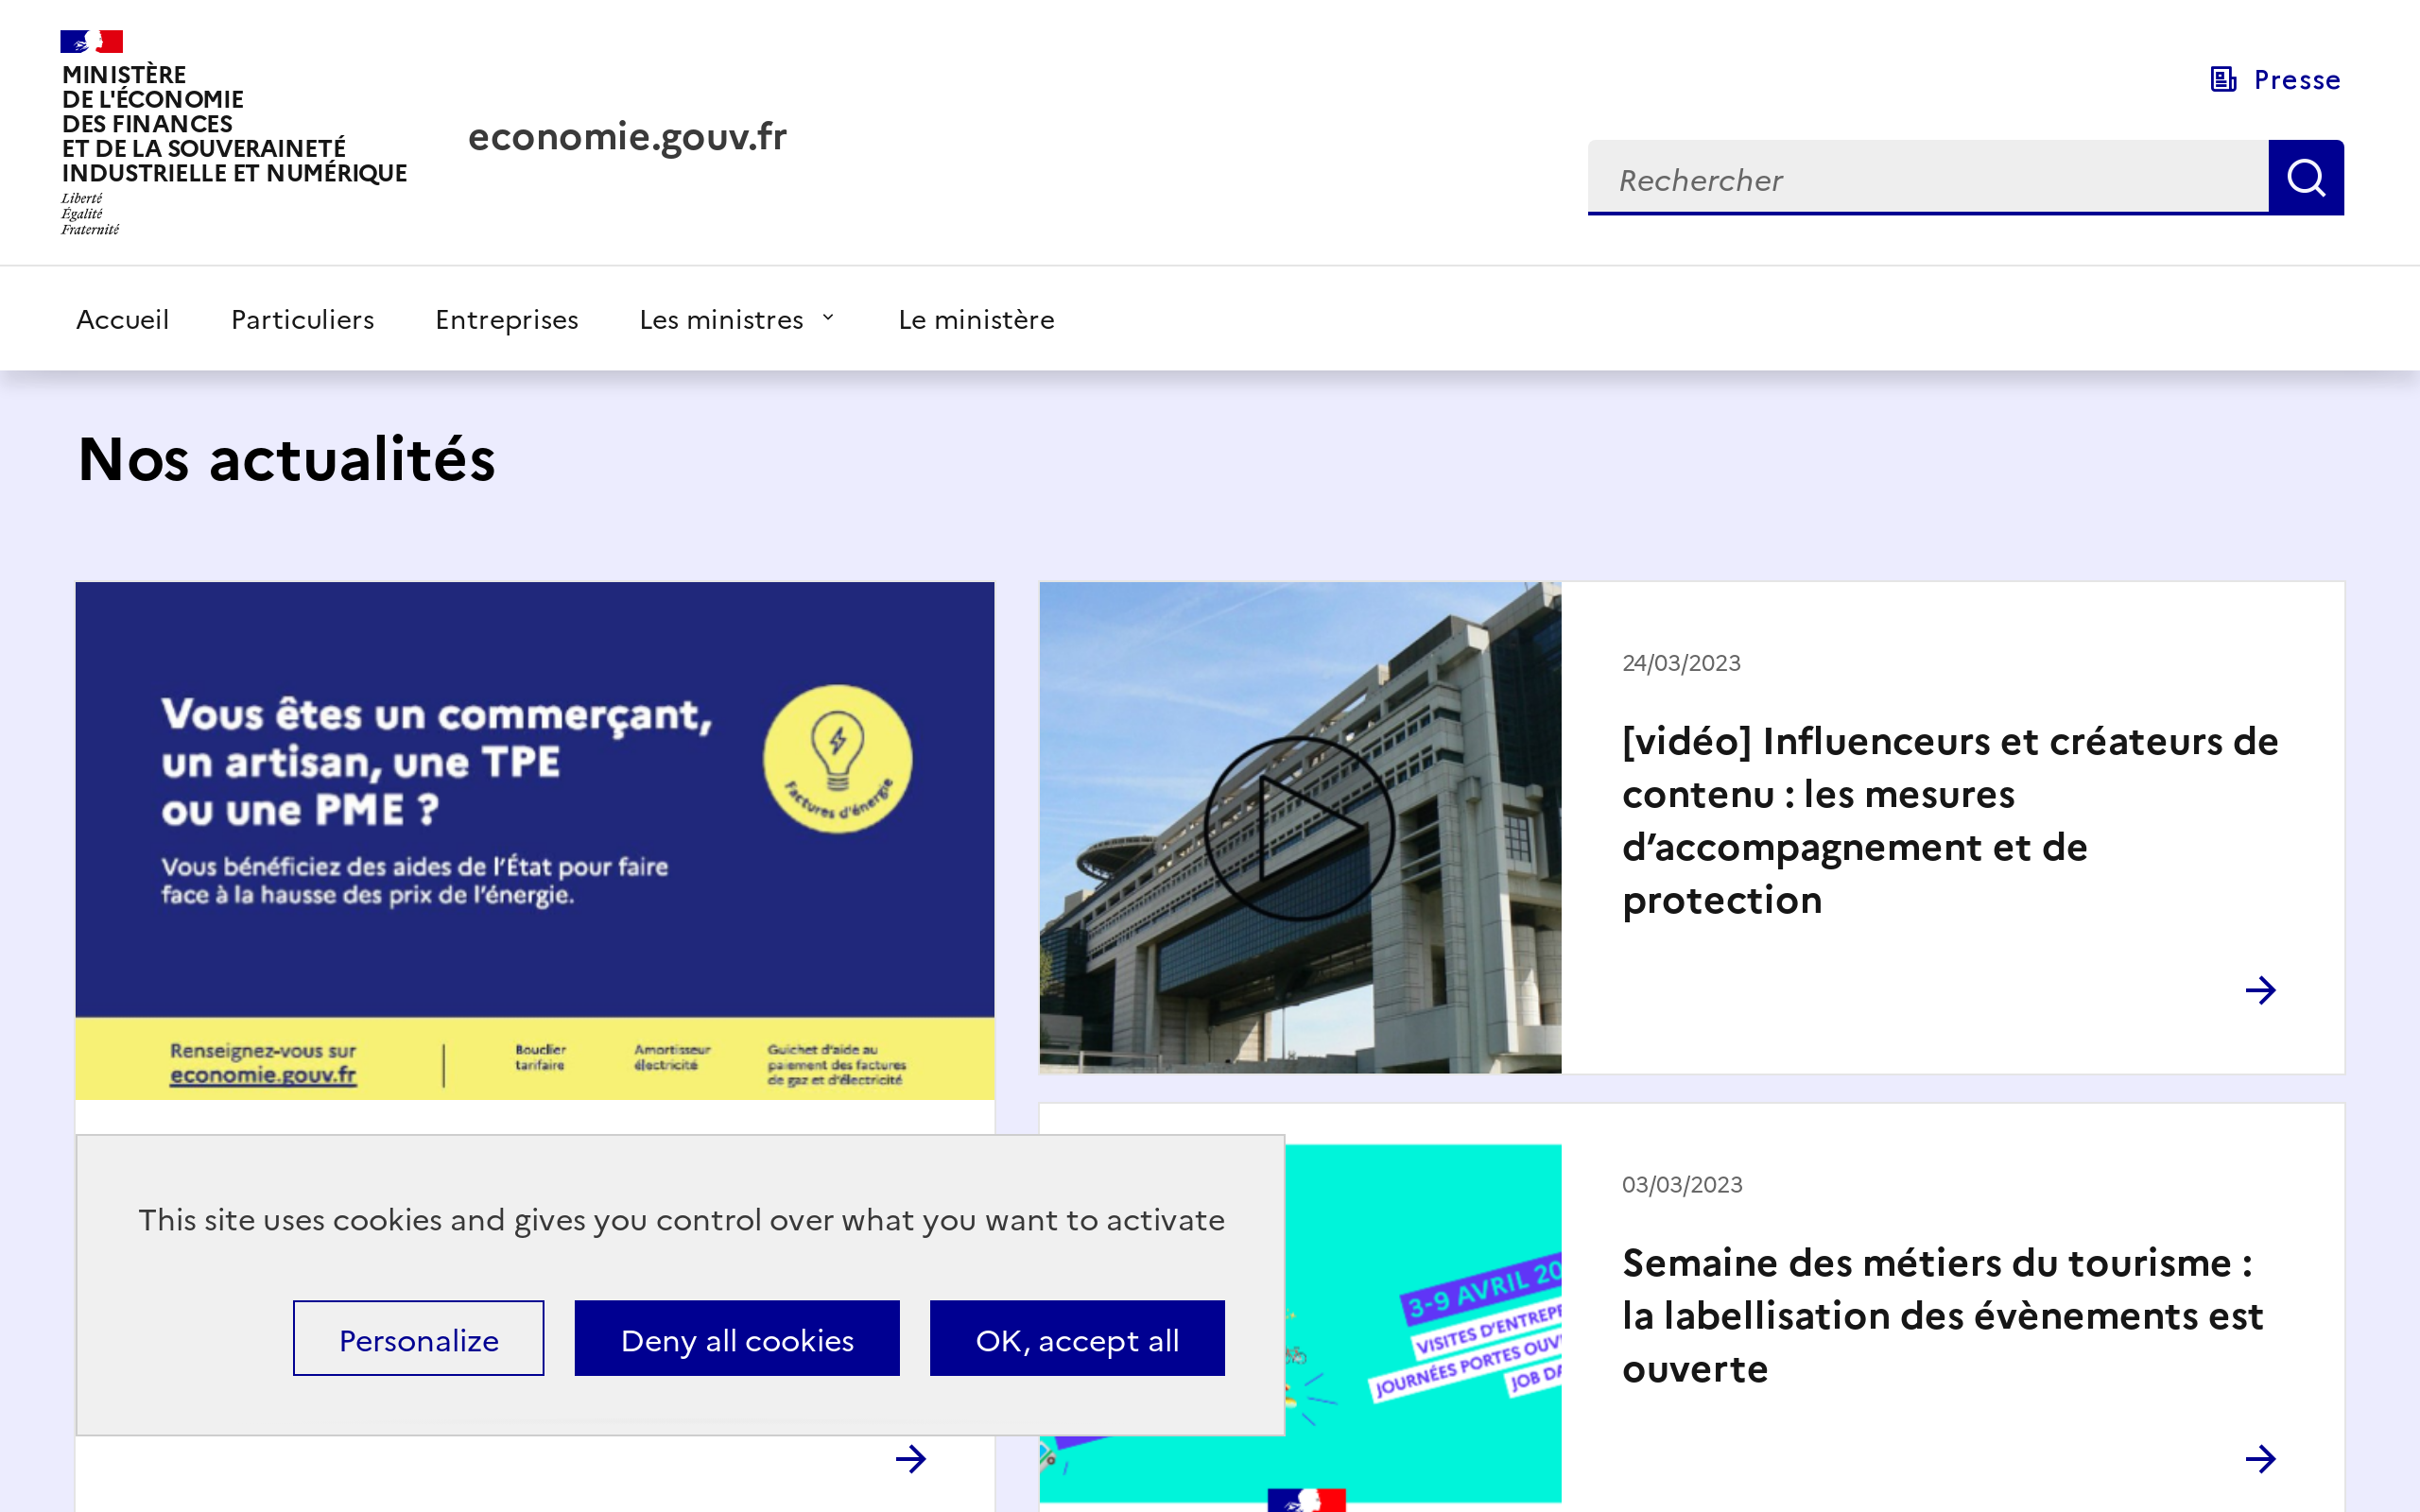 MINISTÈRE
DE L'ÉCONOMIE
DES FINANCES
ET DE LA SOUVERAINETÉ
INDUSTRIELLE ET NUMÉRIQUE
Liberté
Égalité
Fraternité
economie.gouv.fr
Presse
Rechercher
Accueil
Particuliers
Entreprises
Les ministres
Le ministère
Nos actualités
Vous êtes un commerçant,
un artisan, une TPE
ou une PME ?
Factures d'énergie
Vous bénéficiez des aides de l'État pour faire
face à la hausse des prix de l'énergie.
Renseignez-vous sur
economie.gouv.fr
Bouclier
tarifaire
Amortisseur
électricité
Guichet d'aide au
paiement des factures
de gaz et d'électricité
24/03/2023
[vidéo] Influenceurs et créateurs de
contenu : les mesures
d’accompagnement et de
protection
03/03/2023
Semaine des métiers du tourisme :
la labellisation des évènements est
ouverte
3-9 AVRIL 20
VISITES D'ENTREPR
JOURNÉES PORTES OUV
JOB DA
This site uses cookies and gives you control over what you want to activate
Personalize
Deny all cookies
OK, accept all